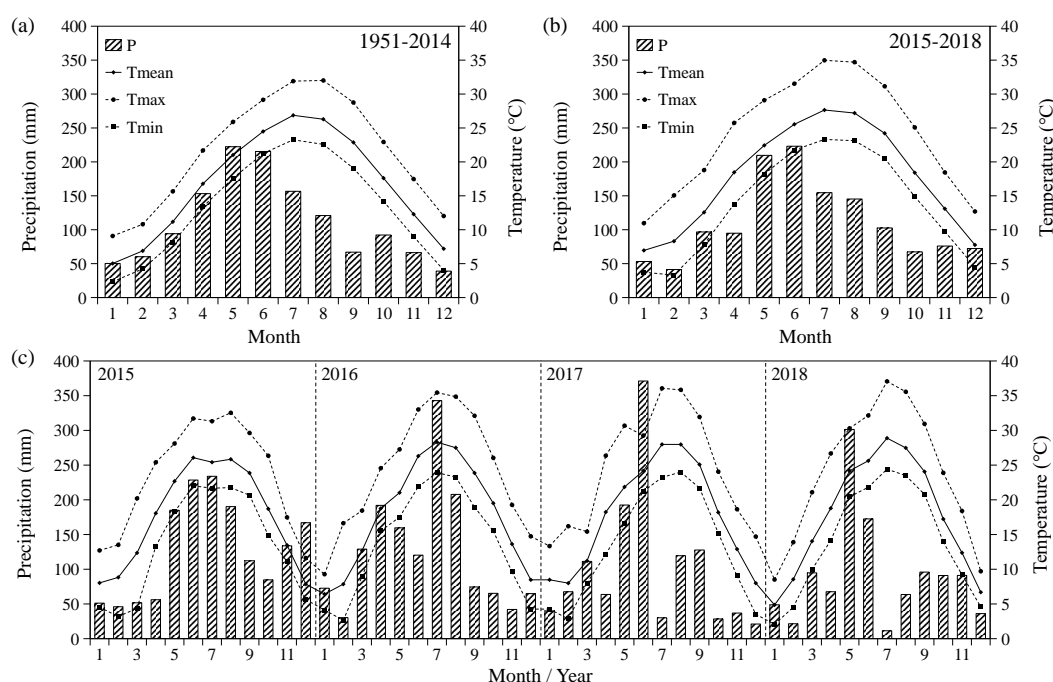 (a)
1951-2014
P
Tmean
Tmax
Tmin
Precipitation (mm)
400
350
300
250
200
150
100
50
0
Temperature (°C)
40
35
30
25
20
15
10
5
0
1 2 3 4 5 6 7 8 9 10 11 12
Month
(b)
2015-2018
P
Tmean
Tmax
Tmin
Precipitation (mm)
400
350
300
250
200
150
100
50
0
Temperature (°C)
40
35
30
25
20
15
10
5
0
1 2 3 4 5 6 7 8 9 10 11 12
Month
(c)
2015 2016 2017 2018
Precipitation (mm)
400
350
300
250
200
150
100
50
0
Temperature (°C)
40
35
30
25
20
15
10
5
0
1 3 5 7 9 11 1 3 5 7 9 11 1 3 5 7 9 11 1 3 5 7 9 11
Month / Year